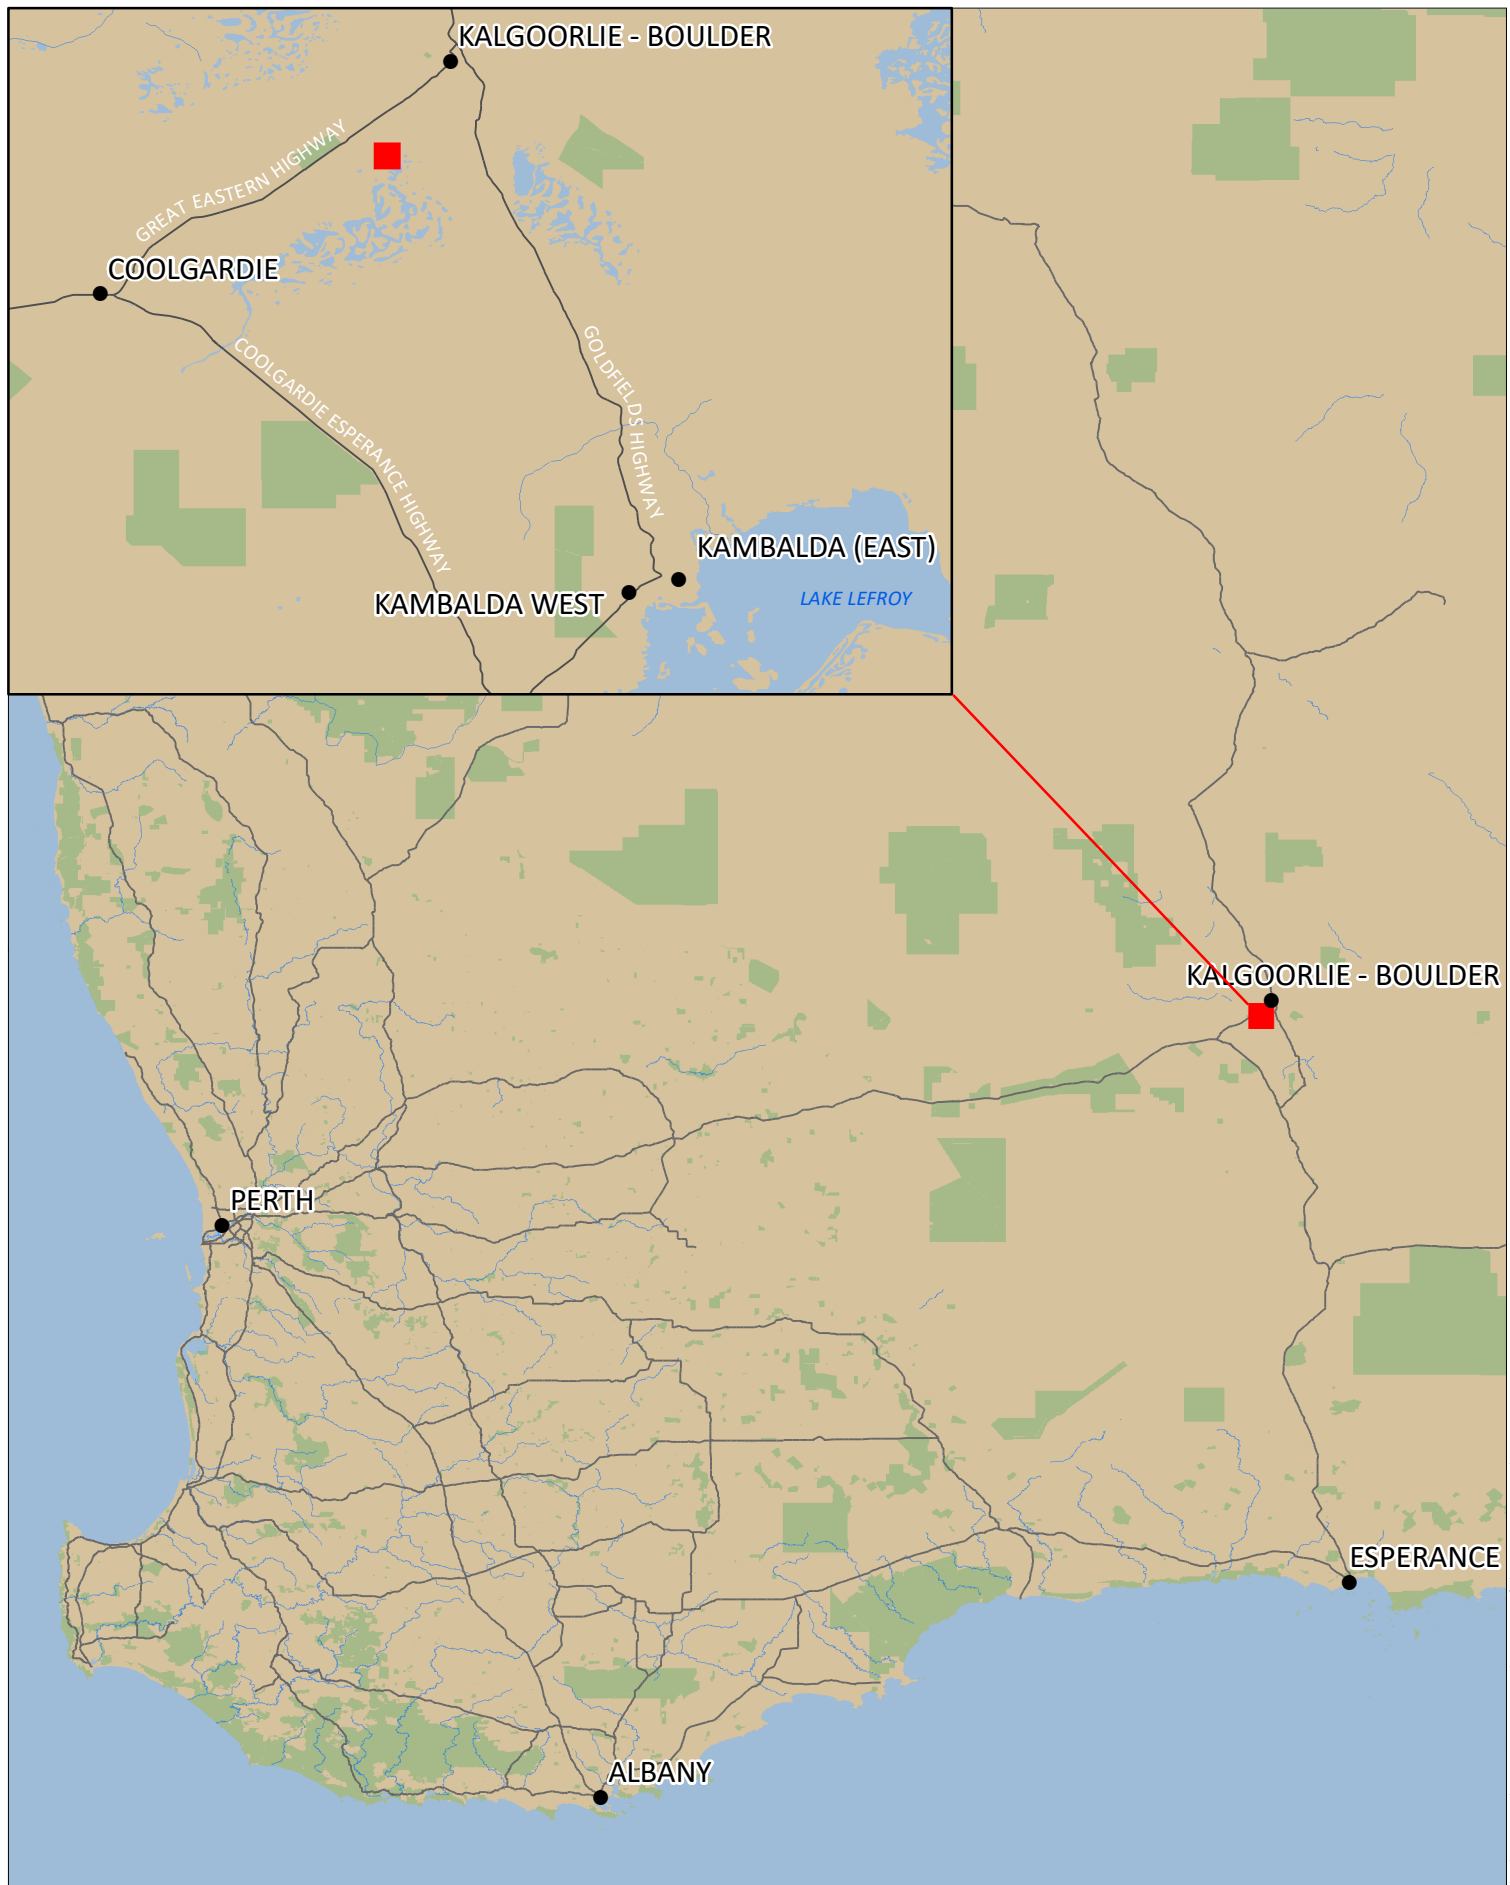 KALGOORLIE - BOULDER
GREAT EASTERN HIGHWAY
COOLGARDIE
GOLDFIELDS HIGHWAY
COOLGARDIE ESPERANCE HIGHWAY
KAMBALDA (EAST)
KAMBALDA WEST
LAKE LEFROY
KALGOORLIE - BOULDER
PERTH
ESPERANCE
ALBANY